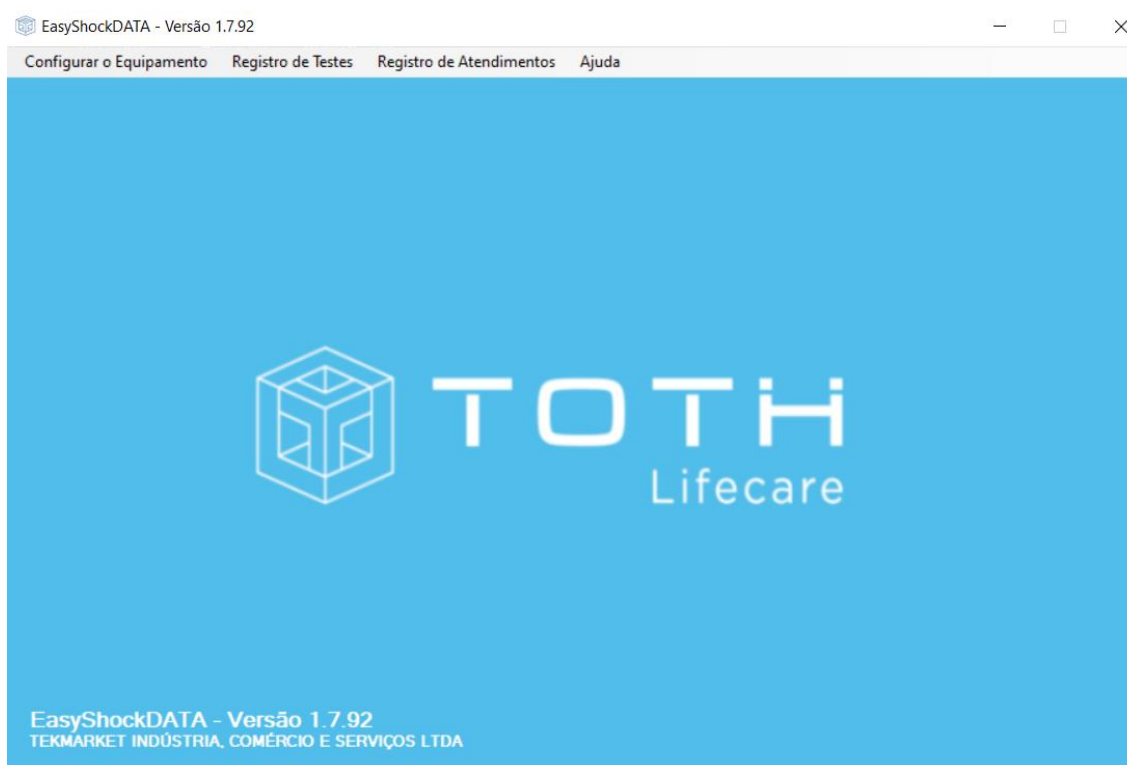 EasyShockDATA - Versão 1.7.92
Configurar o Equipamento Registro de Testes Registro de Atendimentos Ajuda
TOTH
Lifecare
EasyShockDATA - Versão 1.7.92
TEKMARKET INDÚSTRIA, COMÉRCIO E SERVIÇOS LTDA